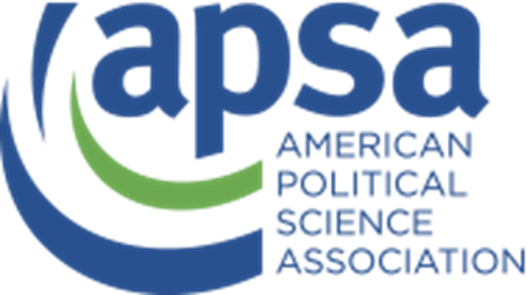 apsa
AMERICAN
POLITICAL
SCIENCE
ASSOCIATION